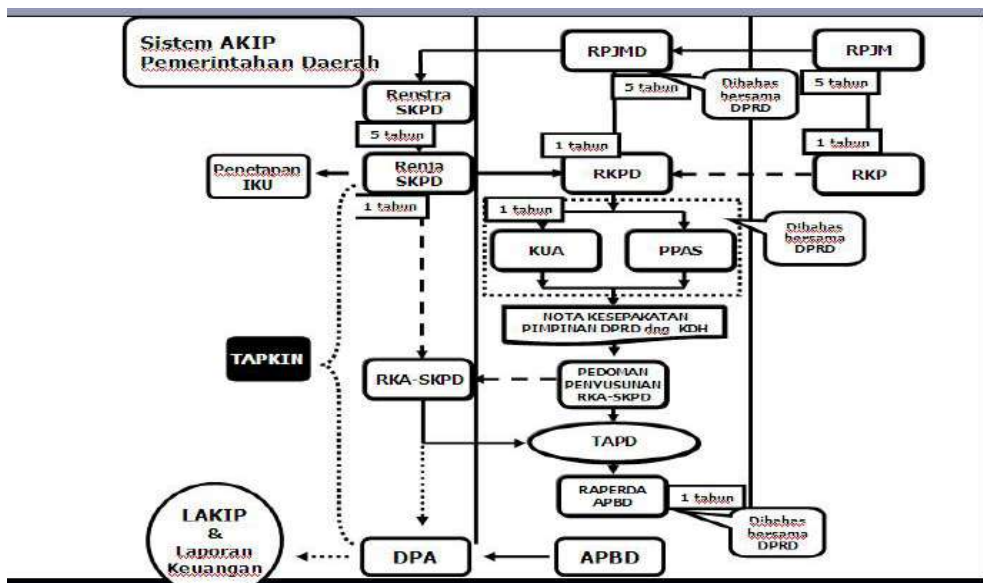 Sistem AKIP
Pemerintahan Daerah
RPJMD
RPJM
Renstra
SKPD
5 tahun
Dibahas
bersama
DPRD
5 tahun
5 tahun
1 tahun
1 tahun
Penetapan
IKU
Renja
SKPD
RKPD
RKP
1 tahun
1 tahun
Dibahas
bersama
DPRD
KUA
PPAS
NOTA KESEPAKATAN
PIMPINAN DPRD dng KDH
TAPKIN
RKA-SKPD
PEDOMAN
PENYUSUNAN
RKA-SKPD
TAPD
RAPERDA
APBD
1 tahun
LAKIP
&
Laporan
Keuangan
Dibahas
bersama
DPRD
DPA
APBD